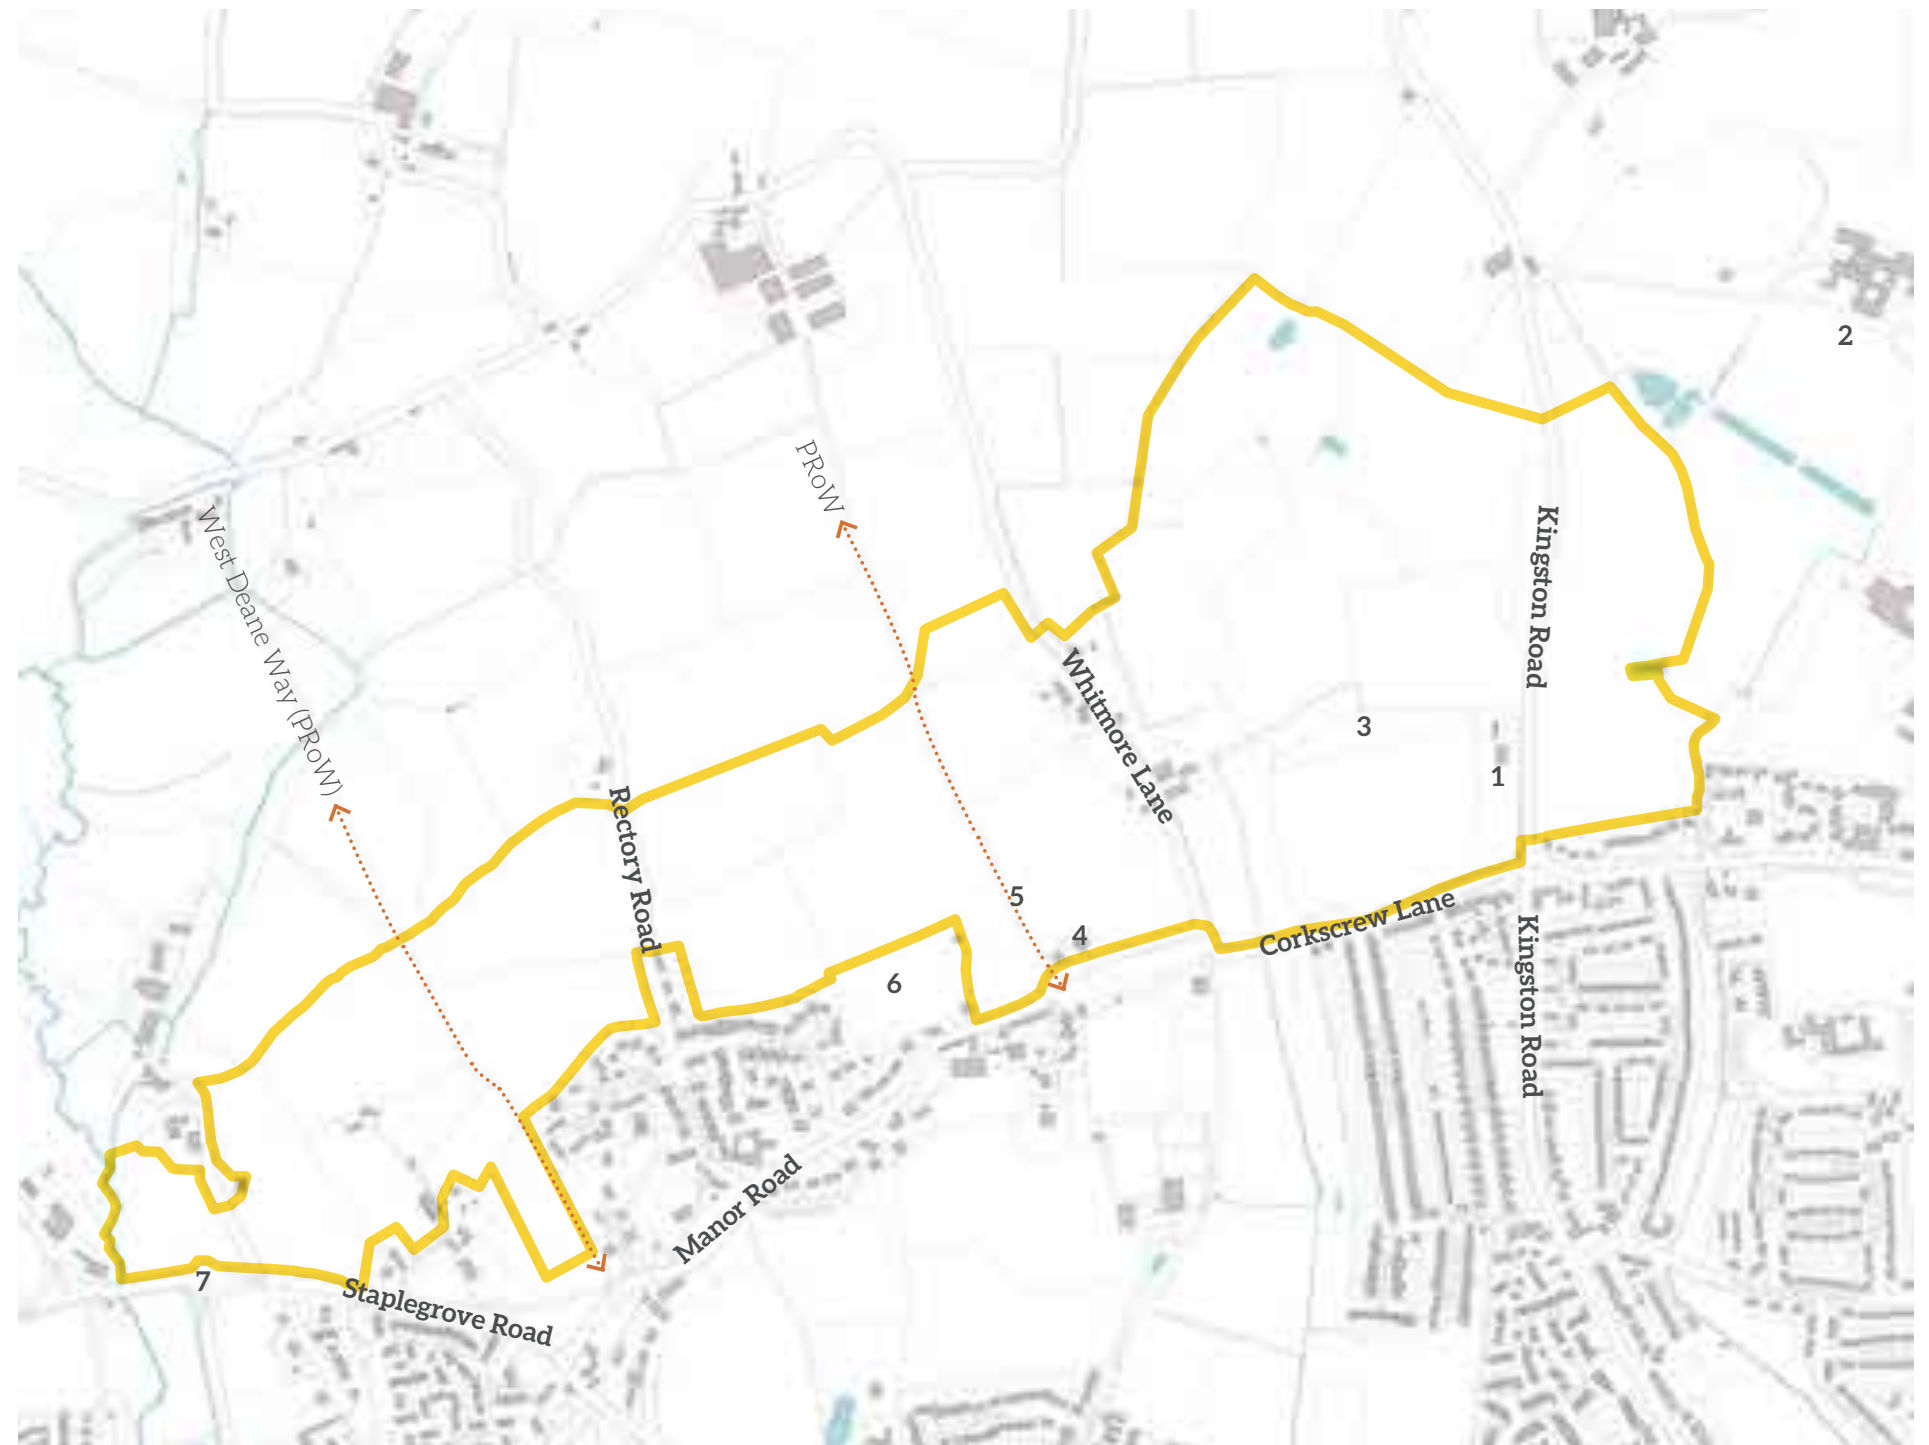 2
PRoW
West Deane Way (PRoW)
Kingston Road
Whitmore Lane
3
1
Rectory Road
5
4
Corkscrew Lane
Kingston Road
6
Manor Road
7
Staplegrove Road